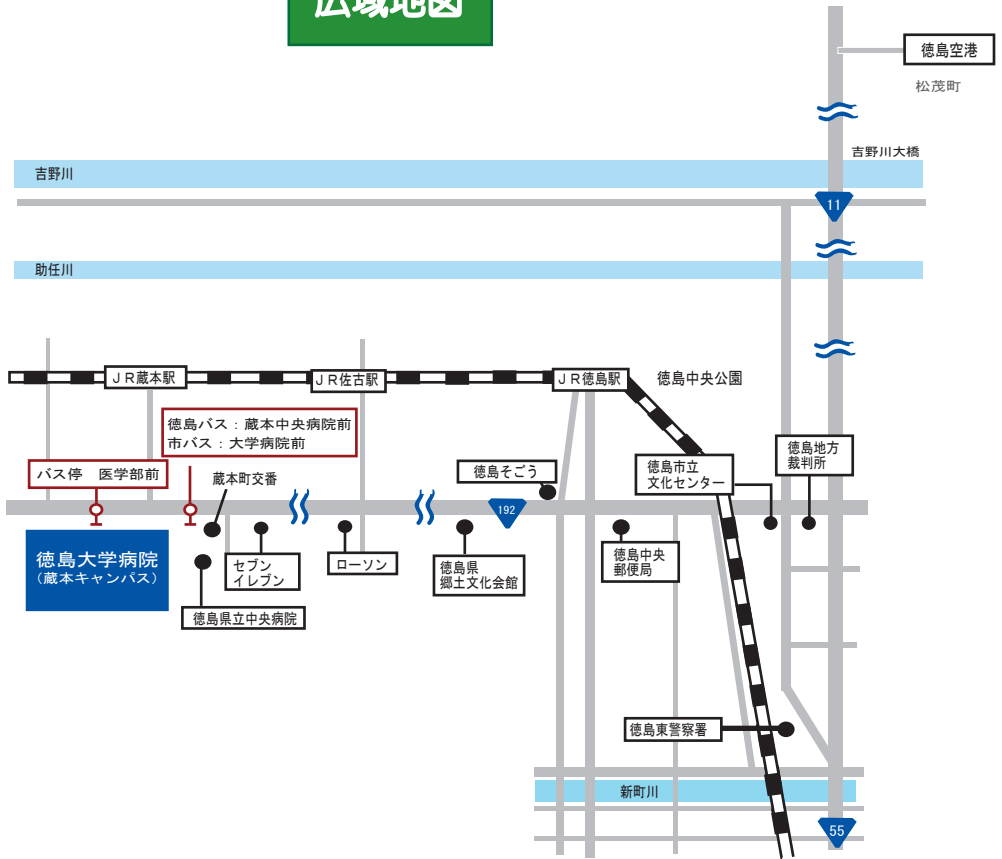 広域地図
徳島空港
松茂町
吉野川大橋
吉野川
11
助任川
ＪＲ蔵本駅
ＪＲ佐古駅
ＪＲ徳島駅
徳島中央公園
徳島バス：蔵本中央病院前
市バス：大学病院前
バス停　医学部前
蔵本町交番
徳島そごう
徳島市立
文化センター
徳島地方
裁判所
192
徳島大学病院
（蔵本キャンパス）
セブン
イレブン
ローソン
徳島県
郷土文化会館
徳島中央
郵便局
徳島県立中央病院
徳島東警察署
新町川
55